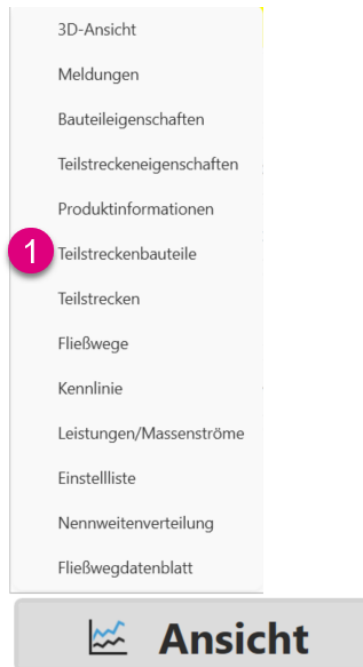 3D-Ansicht
Meldungen
Bauteileigenschaften
Teilstreckeneigenschaften
Produktinformationen
1 Teilstreckenbauteile
Teilstrecken
Fließwege
Kennlinie
Leistungen/Massenströme
Einstellliste
Nennweitenverteilung
Fließwegdatenblatt
Ansicht